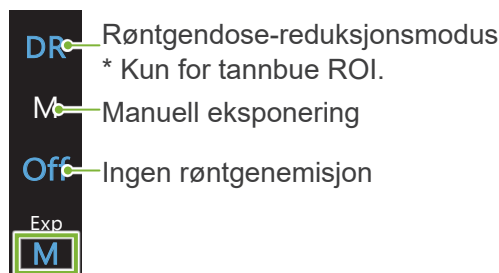 DR Røntgendose-reduksjonsmodus
* Kun for tannbue ROI.
M Manuell eksponering
Off Ingen røntgenemisjon
Exp
M